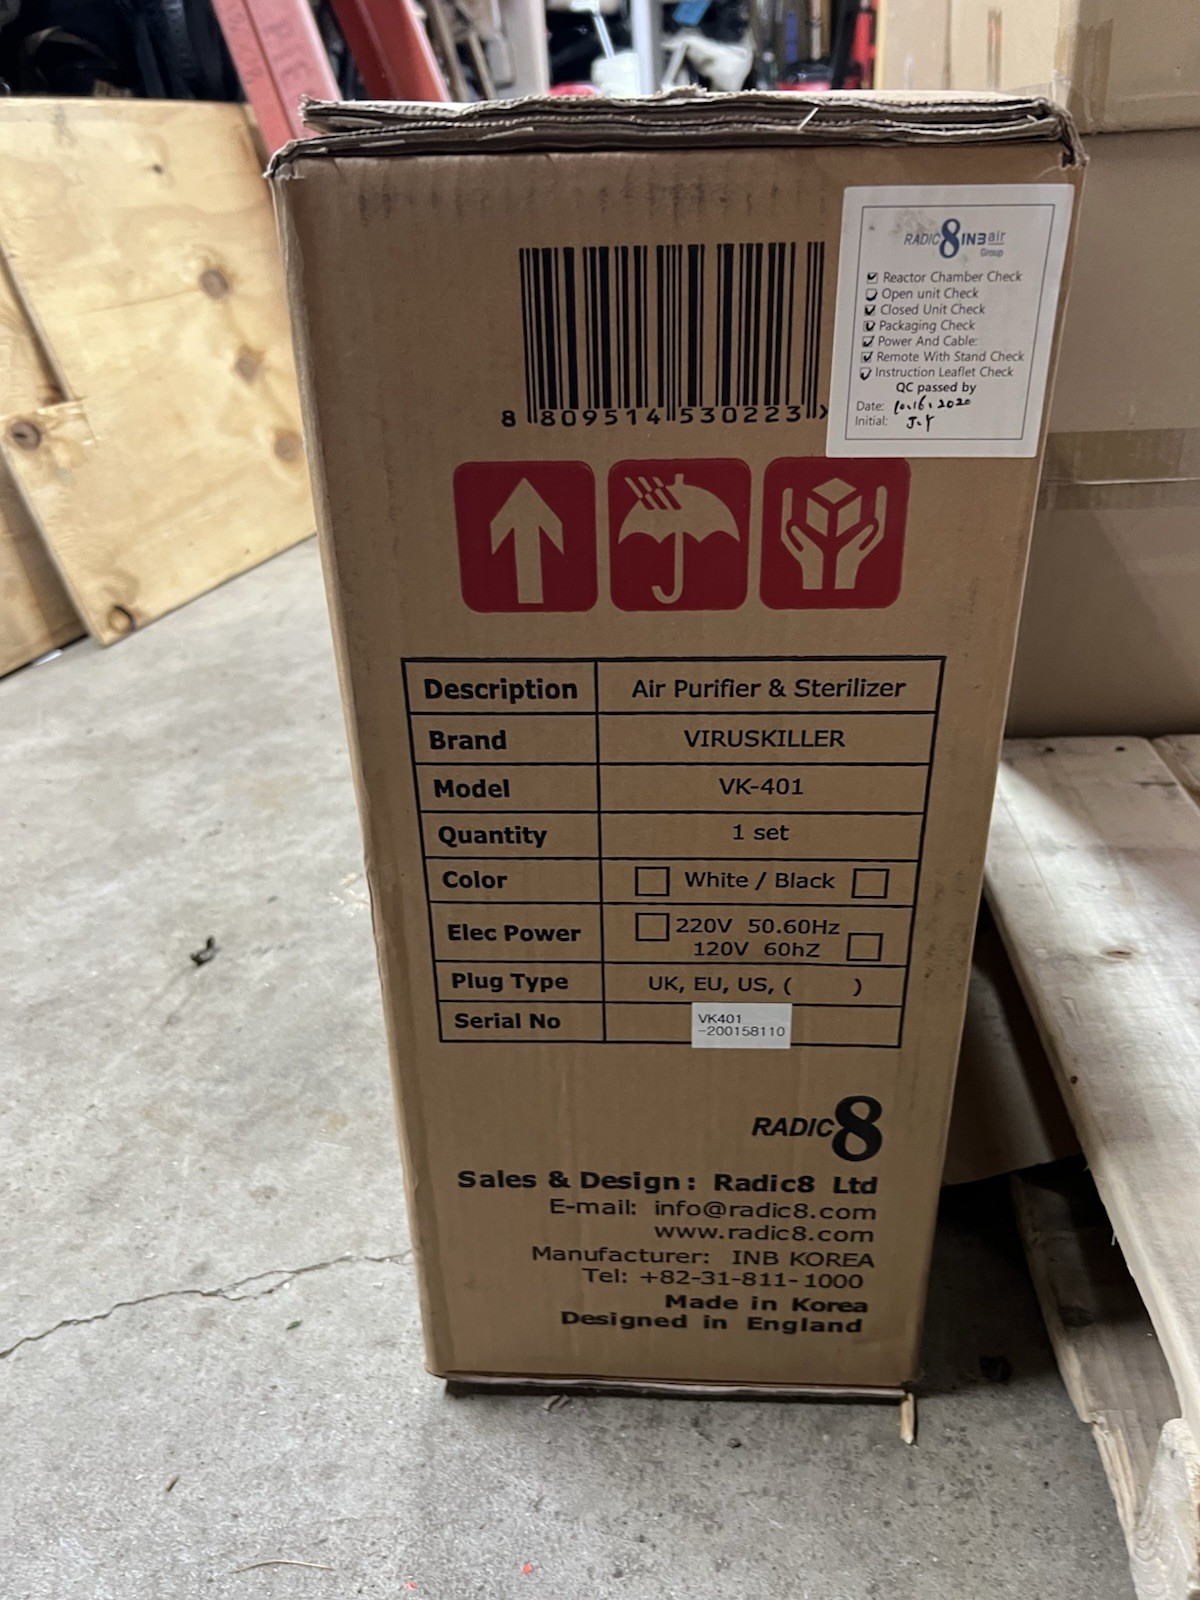 PIE
RADIC8 INBair
Group
Reactor Chamber Check
Open unit Check
Closed Unit Check
Packaging Check
Power And Cable:
Remote With Stand Check
Instruction Leaflet Check
QC passed by
Date: 10.16.2020
Initial: J.Y
8 809514 530223 >
Description Air Purifier & Sterilizer
Brand VIRUSKILLER
Model VK-401
Quantity 1 set
Color White / Black
Elec Power 220V 50.60Hz
120V 60hZ
Plug Type UK, EU, US, ( )
Serial No VK401
-200158110
RADIC8
Sales & Design: Radic8 Ltd
E-mail: info@radic8.com
www.radic8.com
Manufacturer: INB KOREA
Tel: +82-31-811-1000
Made in Korea
Designed in England